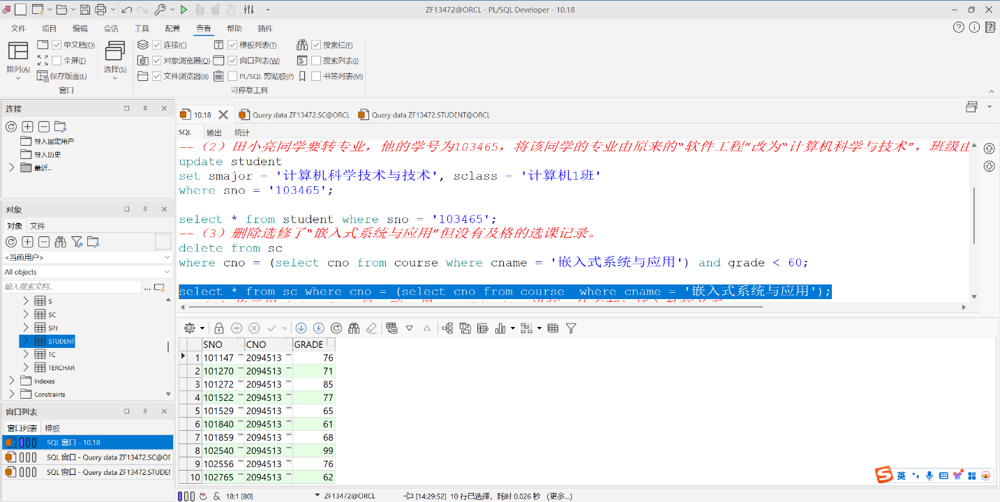 ZF13472@ORCL - PL/SQL Developer - 10.18
文件 项目 编辑 会话 工具 配置 查看 帮助 插件
排列(A)
单文档(D)
全屏(F)
保存版面(L)
窗口
选择(S)
连接(C)
对象浏览器(O)
文件浏览器(B)
模板列表(T)
窗口列表(W)
PL/SQL 剪贴板(P)
搜索栏(E)
搜索列表(I)
书签列表(M)
可停靠工具
连接
导入固定用户
导入历史
最近..
对象
对象 文件
<当前用户>
All objects
输入搜索文档..
S
SC
SPJ
STUDENT
TC
TERCHAR
Indexes
Constraints
窗口列表
窗口列表 模板
SQL 窗口 - 10.18
SQL 窗口 - Query data ZF13472.SC@OF
SQL 窗口 - Query data ZF13472.STUDEN
10.18
Query data ZF13472.SC@ORCL
Query data ZF13472.STUDENT@ORCL
SQL 输出 统计
--（2）田小亮同学要转专业，他的学号为103465，将该同学的专业由原来的“软件工程”改为“计算机科学与技术”，班级由
update student
set smajor = '计算机科学技术与技术', sclass = '计算机1班'
where sno = '103465';
select * from student where sno = '103465';
--（3）删除选修了“嵌入式系统与应用”但没有及格的选课记录。
delete from sc
where cno = (select cno from course where cname = '嵌入式系统与应用') and grade < 60;
select * from sc where cno = (select cno from course  where cname = '嵌入式系统与应用');
SNO CNO GRADE
1 101147 ··· 2094513 ··· 76
2 101270 ··· 2094513 ··· 71
3 101272 ··· 2094513 ··· 85
4 101522 ··· 2094513 ··· 77
5 101529 ··· 2094513 ··· 65
6 101840 ··· 2094513 ··· 61
7 101859 ··· 2094513 ··· 68
8 102540 ··· 2094513 ··· 99
9 102556 ··· 2094513 ··· 76
10 102765 ··· 2094513 ··· 62
英
& 18:1 [80] ZF13472@ORCL [14:29:52] 10 行已选择，耗时 0.026 秒 (更多...)